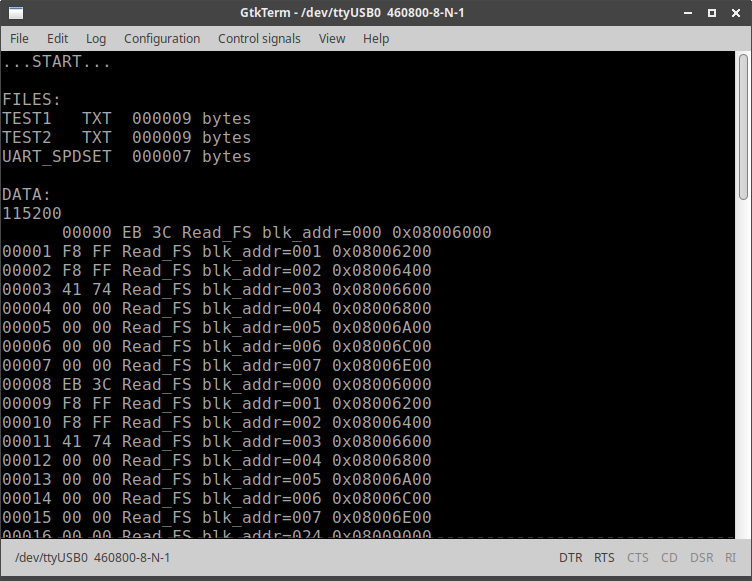 GtkTerm - /dev/ttyUSB0 460800-8-N-1
File Edit Log Configuration Control signals View Help
...START...
FILES:
TEST1   TXT  000009 bytes
TEST2   TXT  000009 bytes
UART_SPDSET  000007 bytes
DATA:
115200
      00000 EB 3C Read_FS blk_addr=000 0x08006000
00001 F8 FF Read_FS blk_addr=001 0x08006200
00002 F8 FF Read_FS blk_addr=002 0x08006400
00003 41 74 Read_FS blk_addr=003 0x08006600
00004 00 00 Read_FS blk_addr=004 0x08006800
00005 00 00 Read_FS blk_addr=005 0x08006A00
00006 00 00 Read_FS blk_addr=006 0x08006C00
00007 00 00 Read_FS blk_addr=007 0x08006E00
00008 EB 3C Read_FS blk_addr=000 0x08006000
00009 F8 FF Read_FS blk_addr=001 0x08006200
00010 F8 FF Read_FS blk_addr=002 0x08006400
00011 41 74 Read_FS blk_addr=003 0x08006600
00012 00 00 Read_FS blk_addr=004 0x08006800
00013 00 00 Read_FS blk_addr=005 0x08006A00
00014 00 00 Read_FS blk_addr=006 0x08006C00
00015 00 00 Read_FS blk_addr=007 0x08006E00
00016 00 00 Read_FS blk_addr=024 0x08009000
/dev/ttyUSB0 460800-8-N-1 DTR RTS CTS CD DSR RI